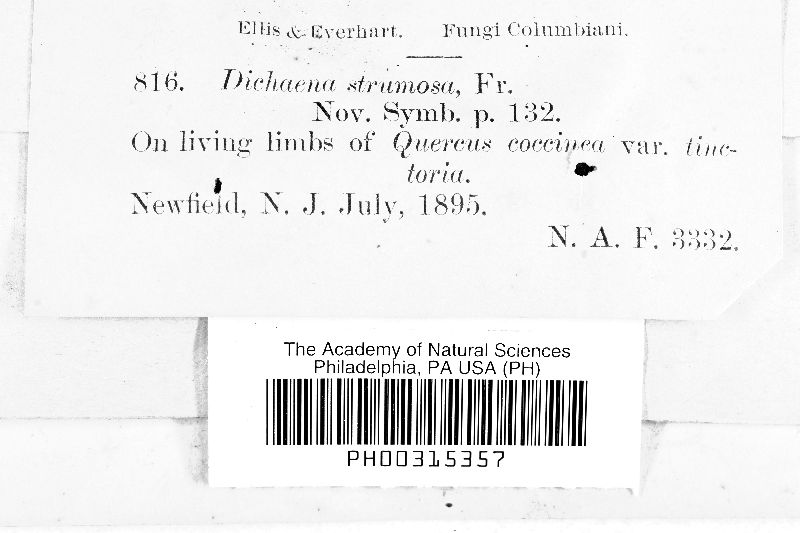 Ellis & Everhart. Fungi Columbiani.
816. Dichaena strumosa, Fr.
Nov. Symb. p. 132.
On living limbs of Quercus coccinea var. tinc-
toria.
Newfield, N. J. July, 1895.
N. A. F. 3332.
The Academy of Natural Sciences
Philadelphia, PA USA (PH)
PH00315357